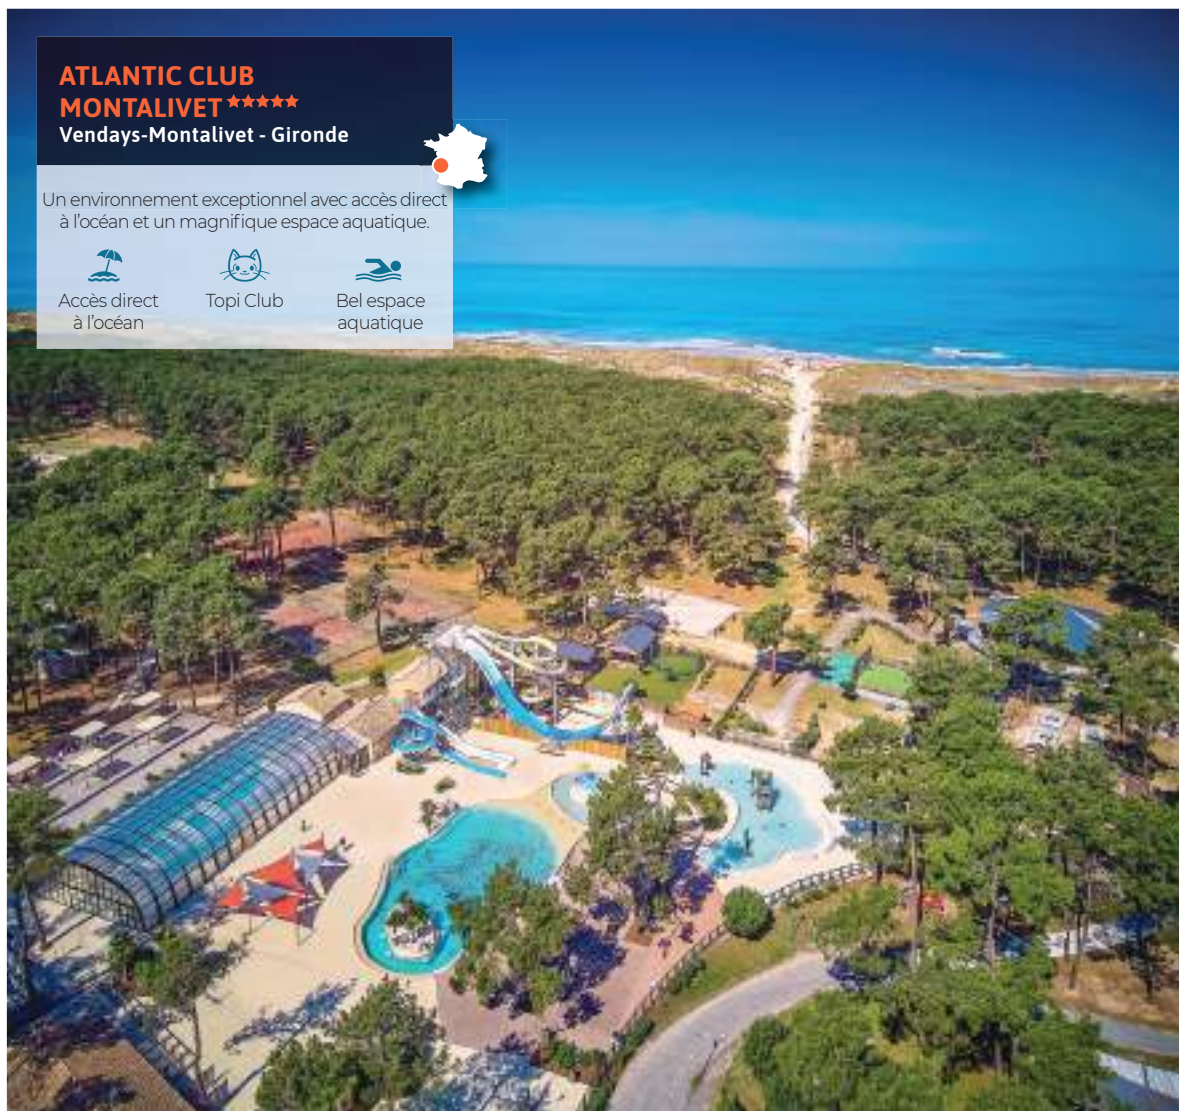 ATLANTIC CLUB
MONTALIVET ★★★★★
Vendays-Montalivet - Gironde
Un environnement exceptionnel avec accès direct
à l'océan et un magnifique espace aquatique.
Accès direct
à l'océan
Topi Club
Bel espace
aquatique